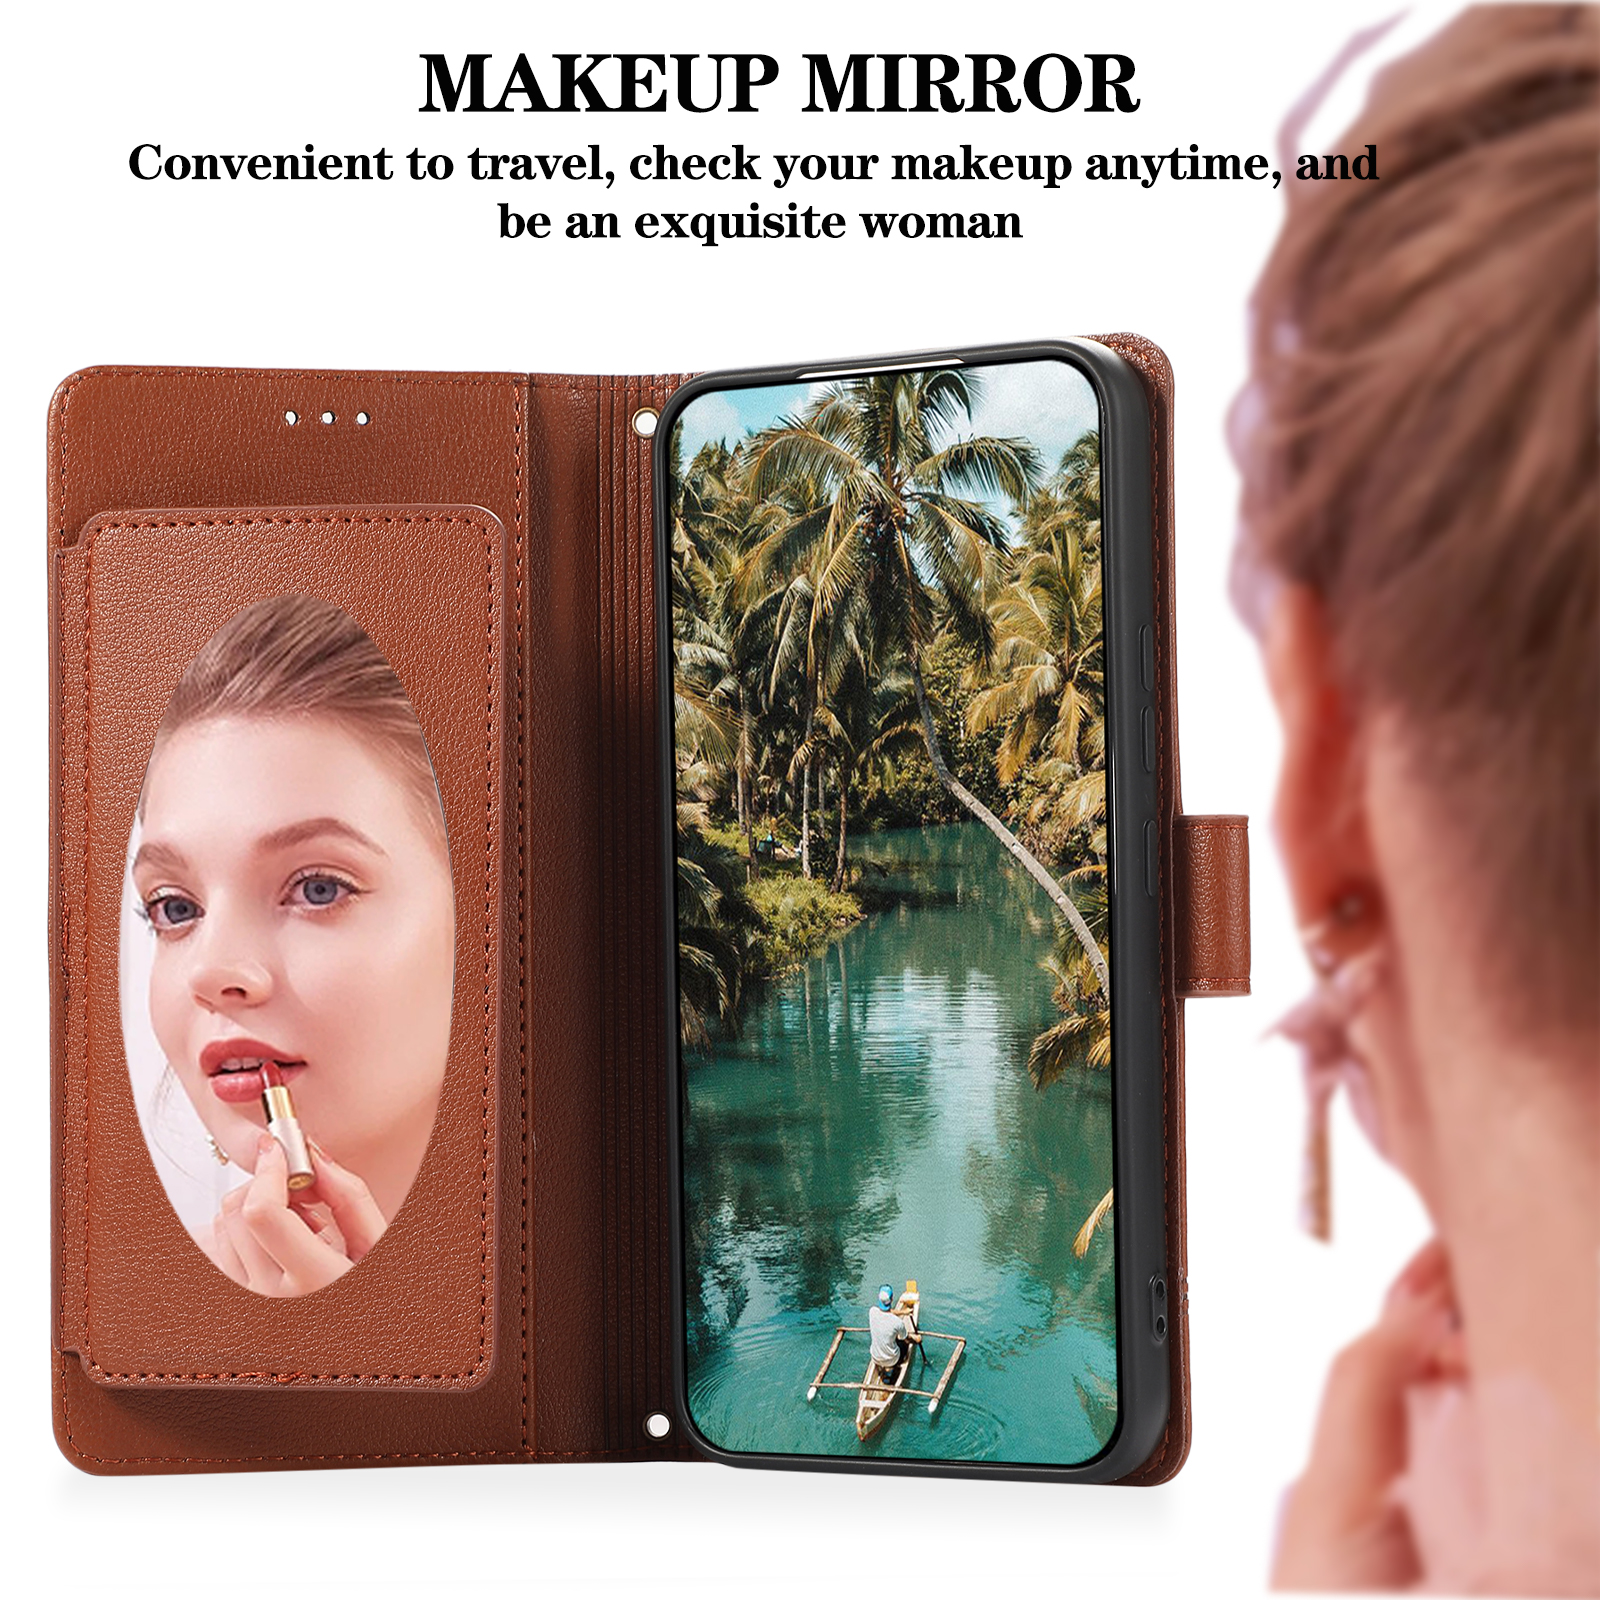 MAKEUP MIRROR
Convenient to travel, check your makeup anytime, and
be an exquisite woman